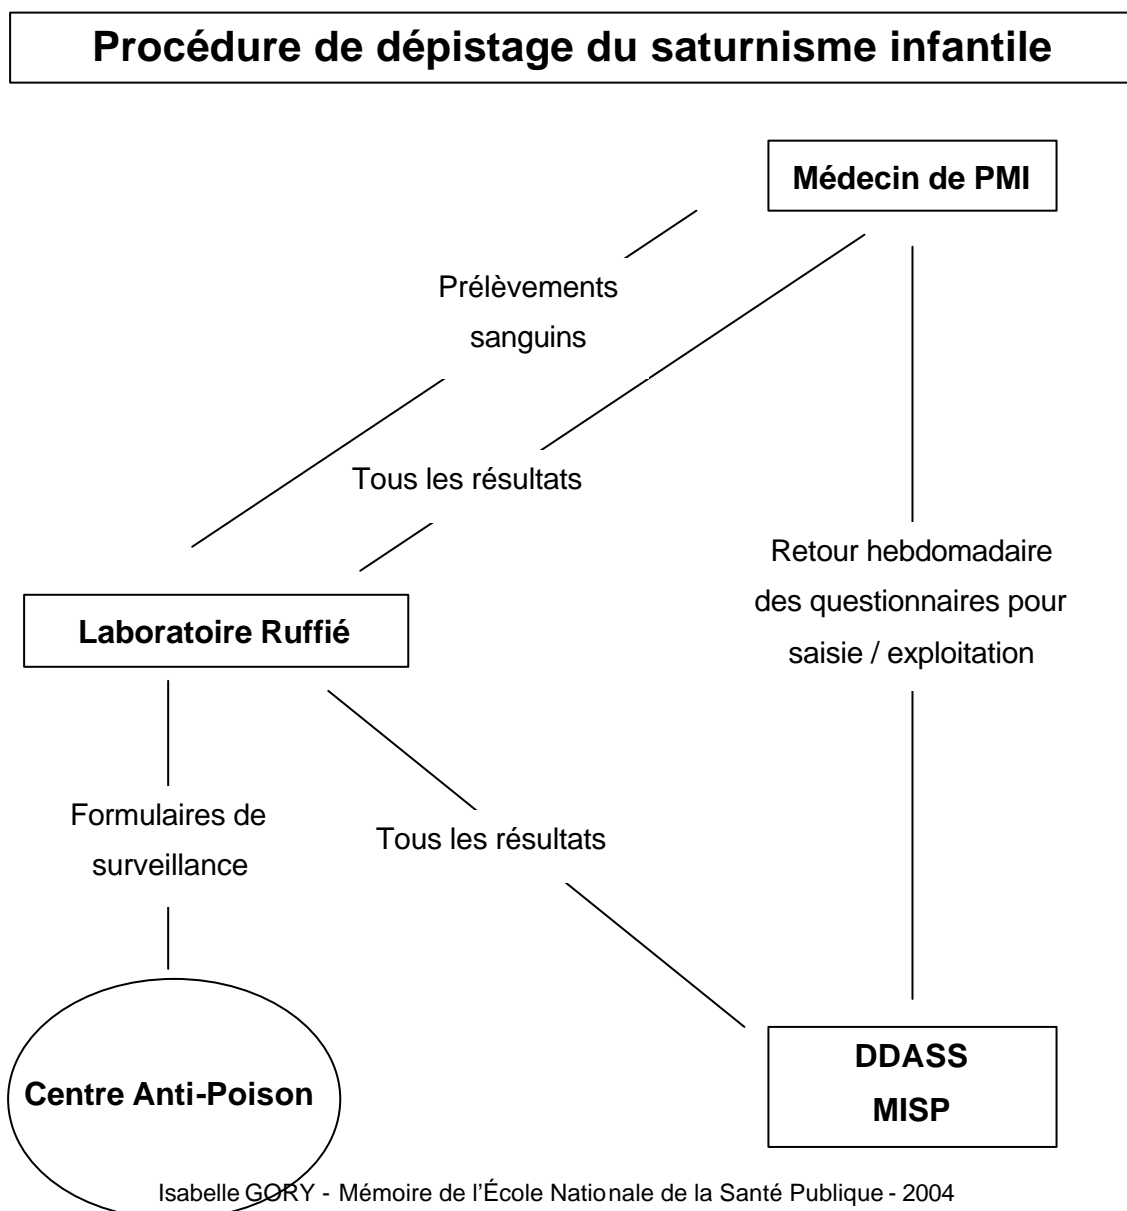 Procédure de dépistage du saturnisme infantile
Médecin de PMI
Prélèvements
sanguins
Tous les résultats
Retour hebdomadaire
des questionnaires pour
saisie / exploitation
Laboratoire Ruffié
Formulaires de
surveillance
Tous les résultats
DDASS
MISP
Centre Anti-Poison
Isabelle GORY - Mémoire de l'École Nationale de la Santé Publique - 2004